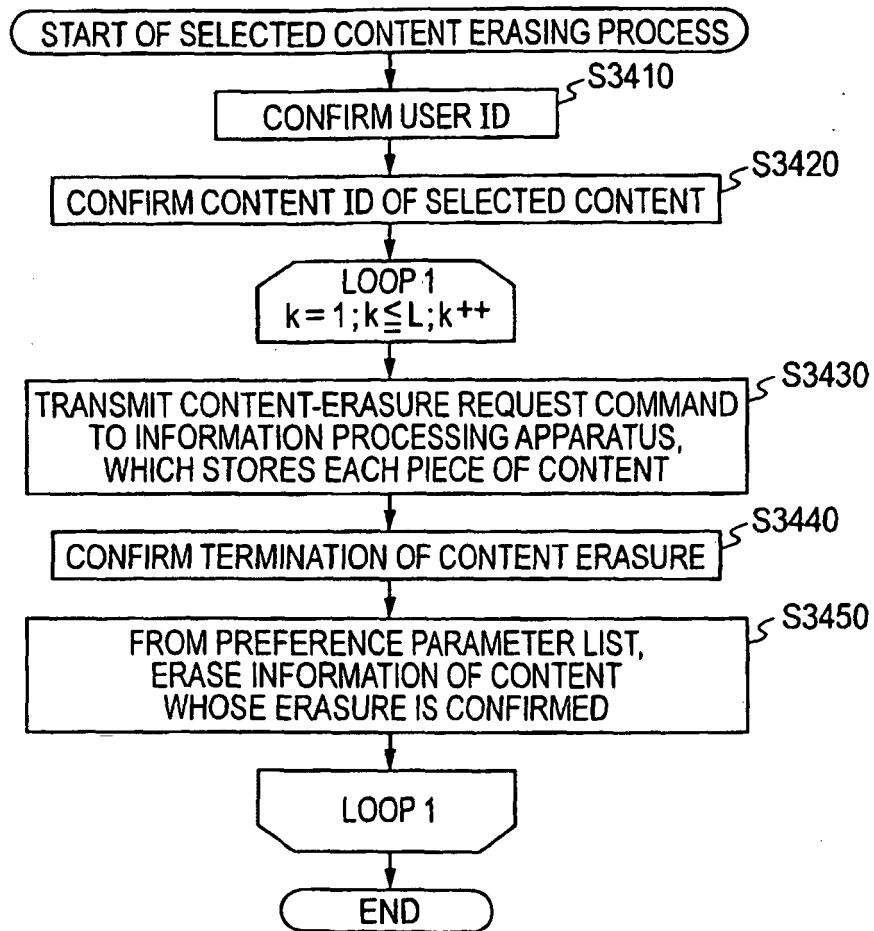 START OF SELECTED CONTENT ERASING PROCESS
S3410
CONFIRM USER ID
S3420
CONFIRM CONTENT ID OF SELECTED CONTENT
LOOP 1
k=1;k≦L;k++
S3430
TRANSMIT CONTENT-ERASURE REQUEST COMMAND
TO INFORMATION PROCESSING APPARATUS,
WHICH STORES EACH PIECE OF CONTENT
S3440
CONFIRM TERMINATION OF CONTENT ERASURE
S3450
FROM PREFERENCE PARAMETER LIST,
ERASE INFORMATION OF CONTENT
WHOSE ERASURE IS CONFIRMED
LOOP 1
END